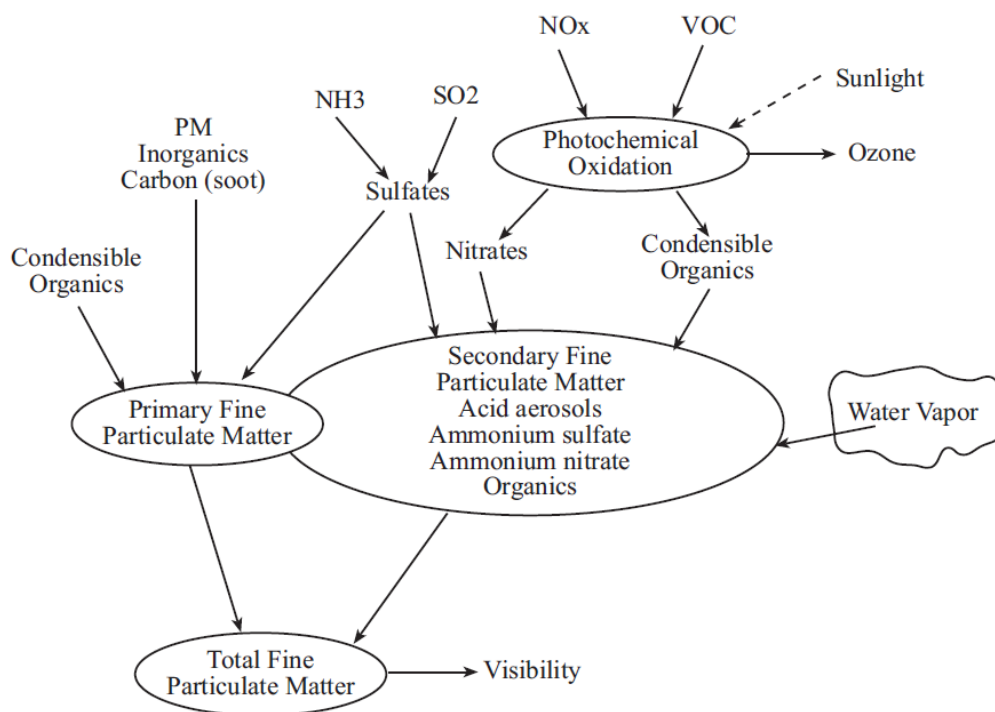 NOx
VOC
Sunlight
NH3
SO2
PM
Inorganics
Carbon (soot)
Photochemical
Oxidation
Ozone
Sulfates
Condensible
Organics
Nitrates
Condensible
Organics
Secondary Fine
Particulate Matter
Acid aerosols
Ammonium sulfate
Ammonium nitrate
Organics
Primary Fine
Particulate Matter
Water Vapor
Total Fine
Particulate Matter
Visibility